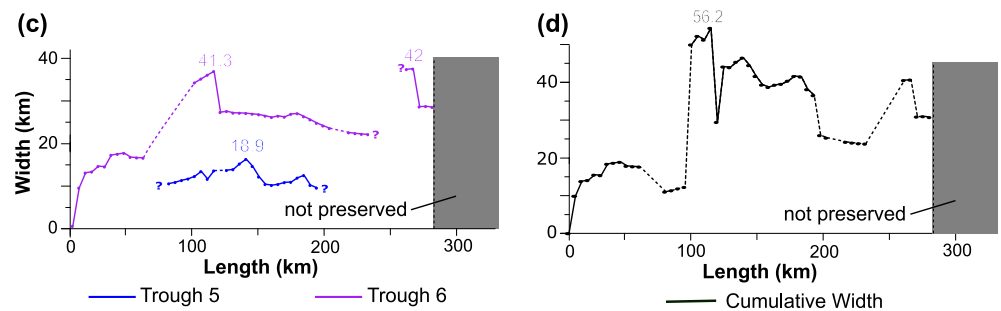 (c)
41.3
42
40
?
Width (km)
20
18.9
?
?
?
not preserved
0
0
100
200
300
Length (km)
Trough 5
Trough 6
(d)
56.2
40
20
not preserved
0
0
100
200
300
Length (km)
Cumulative Width